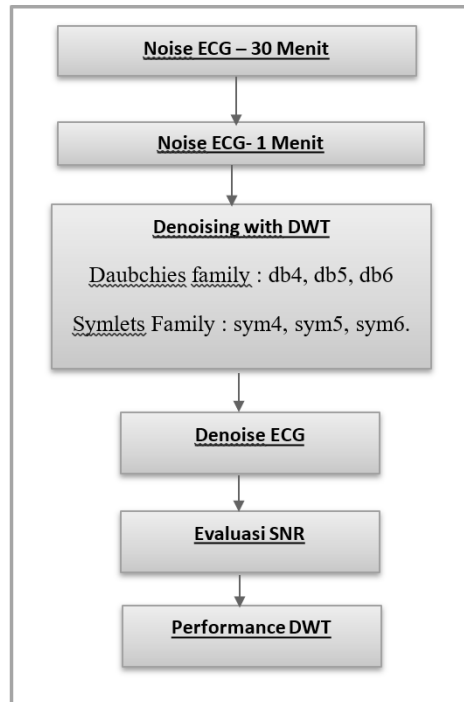 Noise ECG – 30 Menit
Noise ECG- 1 Menit
Denoising with DWT
Daubchies family : db4, db5, db6
Symlets Family : sym4, sym5, sym6.
Denoise ECG
Evaluasi SNR
Performance DWT